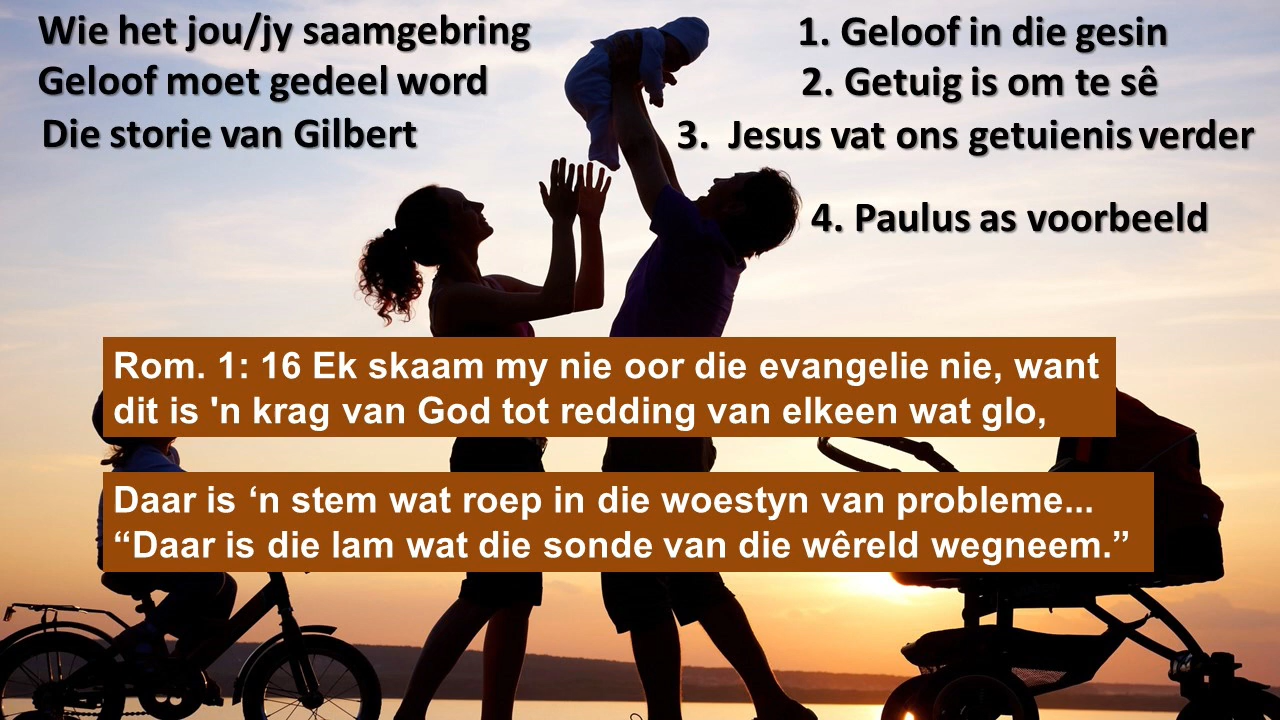 Wie het jou/jy saamgebring
Geloof moet gedeel word
Die storie van Gilbert
1. Geloof in die gesin
2. Getuig is om te sê
3. Jesus vat ons getuienis verder
4. Paulus as voorbeeld
Rom. 1: 16 Ek skaam my nie oor die evangelie nie, want
dit is 'n krag van God tot redding van elkeen wat glo,
Daar is ‘n stem wat roep in die woestyn van probleme...
“Daar is die lam wat die sonde van die wêreld wegneem.”